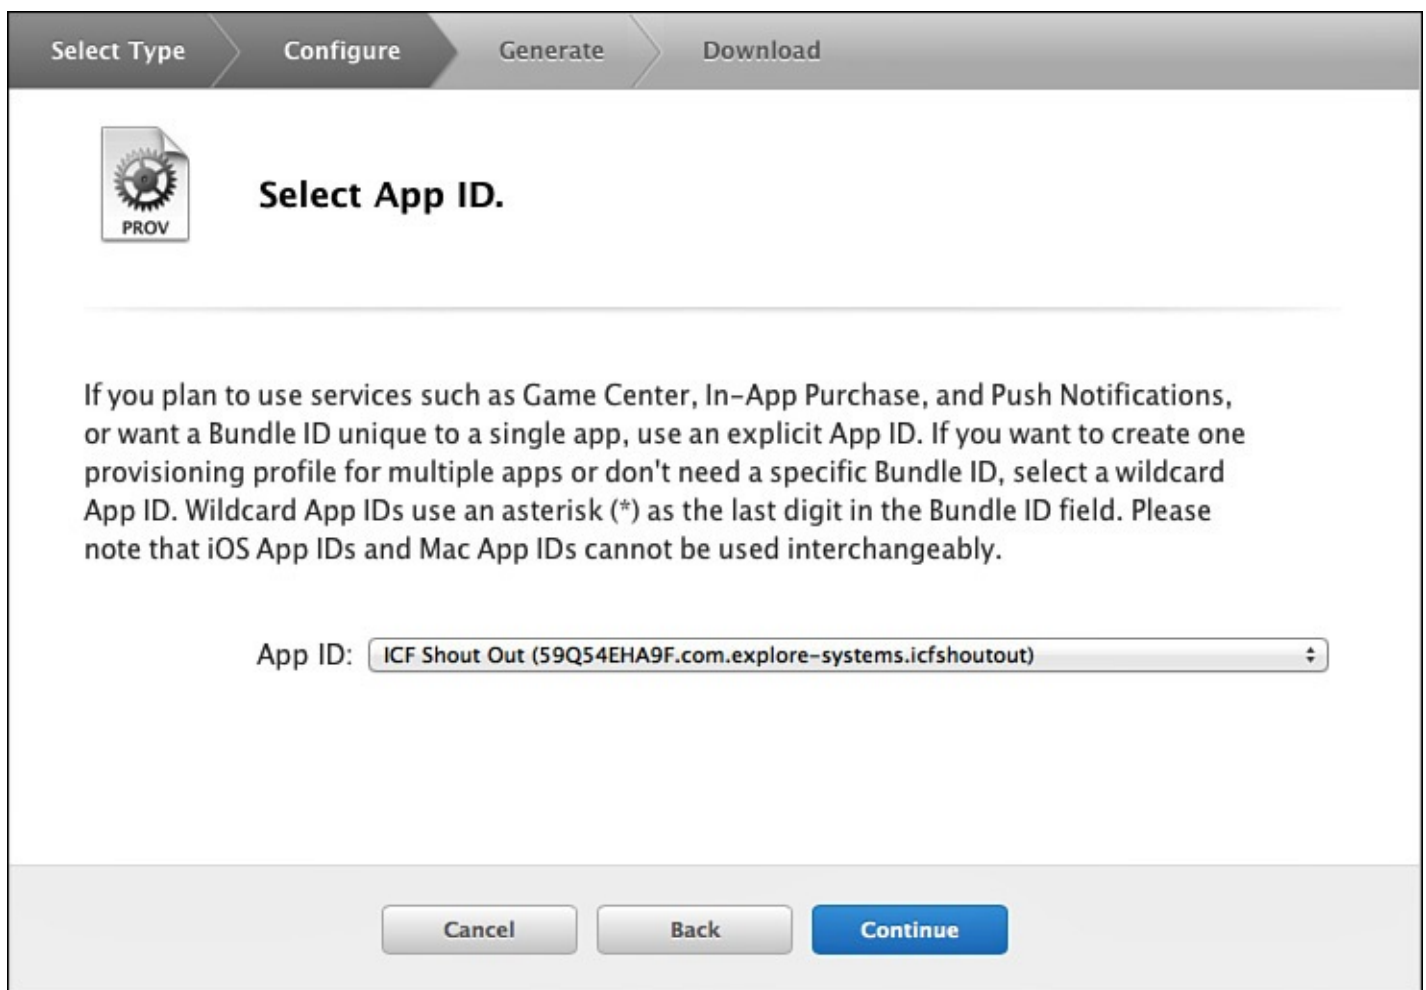 Select Type
Configure
Generate
Download
PROV
Select App ID.
If you plan to use services such as Game Center, In-App Purchase, and Push Notifications,
or want a Bundle ID unique to a single app, use an explicit App ID. If you want to create one
provisioning profile for multiple apps or don't need a specific Bundle ID, select a wildcard
App ID. Wildcard App IDs use an asterisk (*) as the last digit in the Bundle ID field. Please
note that iOS App IDs and Mac App IDs cannot be used interchangeably.
App ID: ICF Shout Out (59Q54EHA9F.com.explore-systems.icfshoutout)
Cancel
Back
Continue